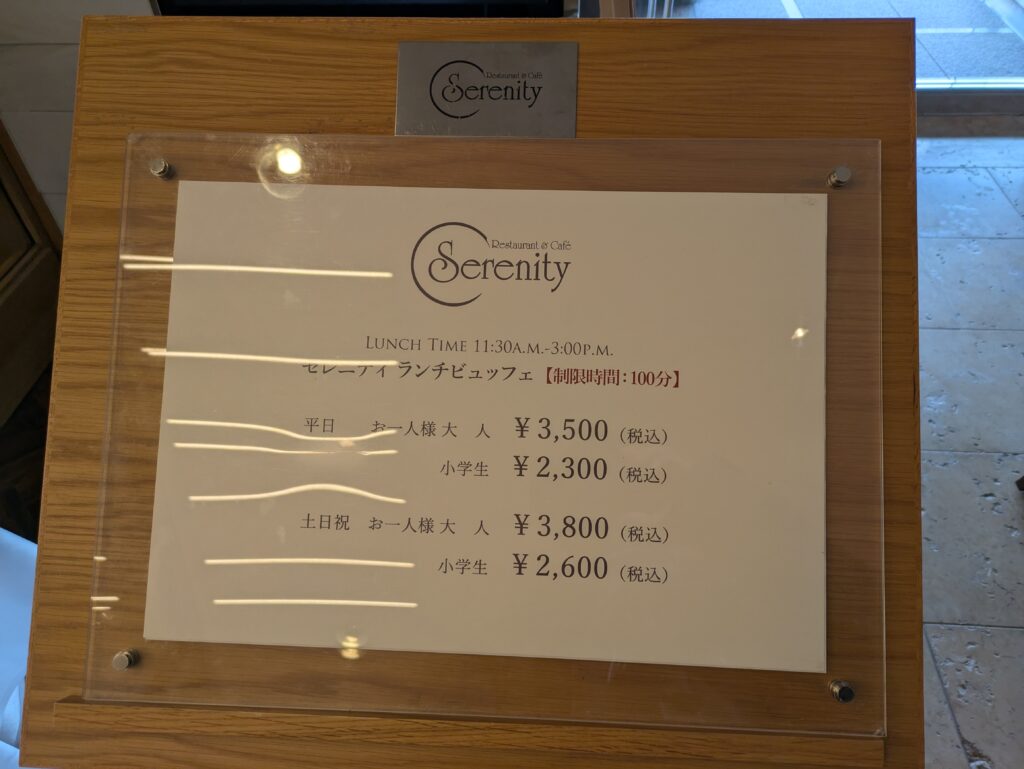 Restaurant & Café
Serenity
Restaurant & Café
Serenity
LUNCH TIME 11:30A.M.-3:00P.M.
セレニティ ランチビュッフェ【制限時間：100分】
平日 お一人様 大 人 ¥3,500（税込）
小学生 ¥2,300（税込）
土日祝 お一人様 大 人 ¥3,800（税込）
小学生 ¥2,600（税込）